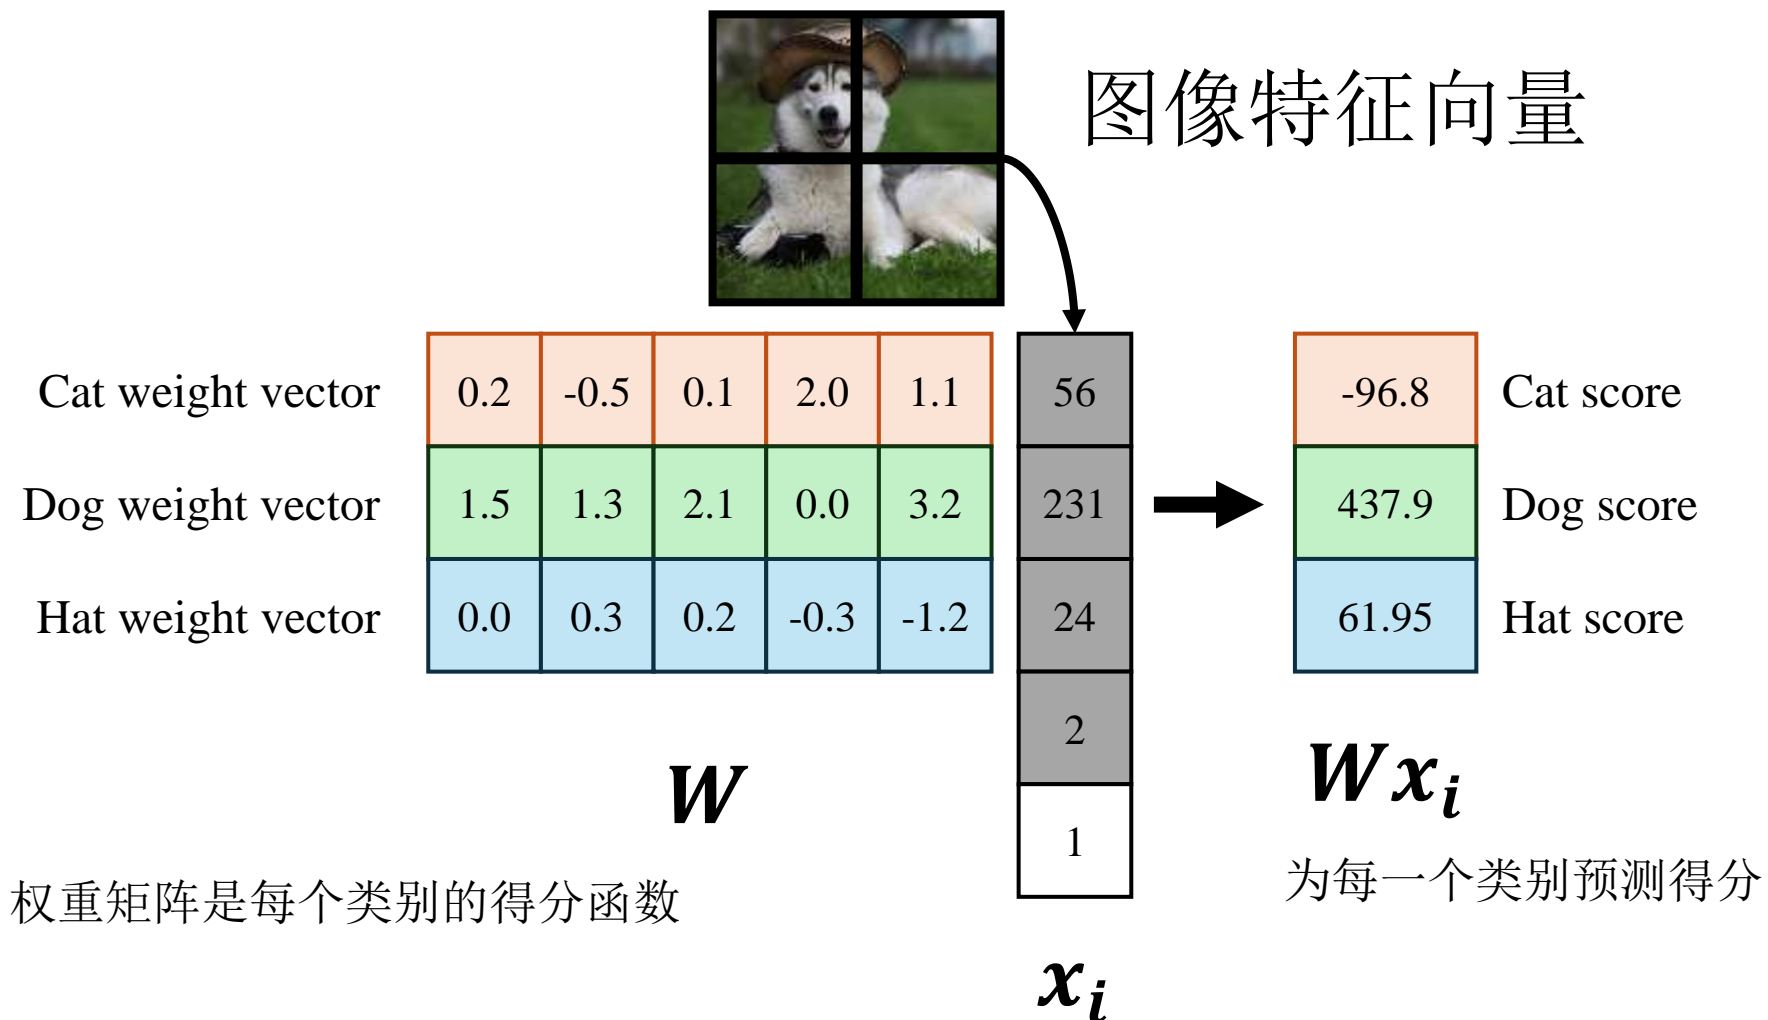 图像特征向量
Cat weight vector 0.2 -0.5 0.1 2.0 1.1 56 -96.8 Cat score
Dog weight vector 1.5 1.3 2.1 0.0 3.2 231 437.9 Dog score
Hat weight vector 0.0 0.3 0.2 -0.3 -1.2 24 61.95 Hat score
2
1
W
Wxᵢ
权重矩阵是每个类别的得分函数
为每一个类别预测得分
xᵢ